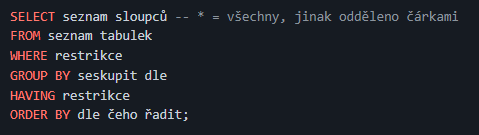 SELECT seznam sloupců -- * = všechny, jinak odděleno čárkami
FROM seznam tabulek
WHERE restrikce
GROUP BY seskupit dle
HAVING restrikce
ORDER BY dle čeho řadit;